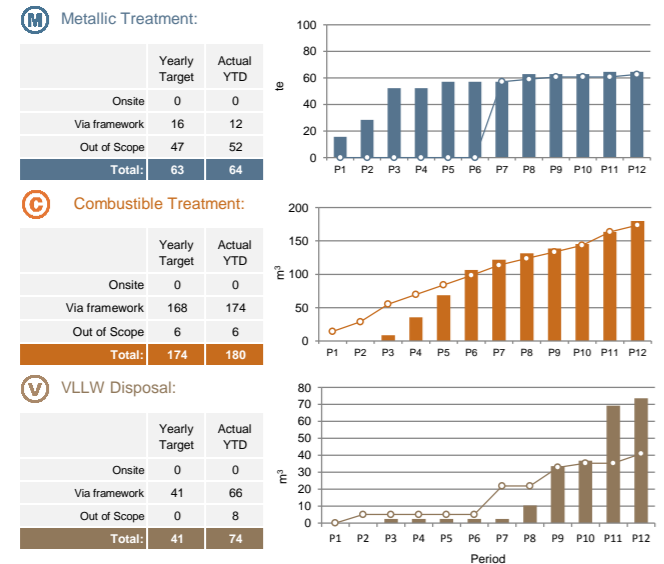 M Metallic Treatment:
Yearly Target Actual YTD
Onsite 0 0
Via framework 16 12
Out of Scope 47 52
Total: 63 64
100
80
60
40
20
0
te
P1 P2 P3 P4 P5 P6 P7 P8 P9 P10 P11 P12
C Combustible Treatment:
Yearly Target Actual YTD
Onsite 0 0
Via framework 168 174
Out of Scope 6 6
Total: 174 180
200
150
100
50
0
m³
P1 P2 P3 P4 P5 P6 P7 P8 P9 P10 P11 P12
V VLLW Disposal:
Yearly Target Actual YTD
Onsite 0 0
Via framework 41 66
Out of Scope 0 8
Total: 41 74
80
70
60
50
40
30
20
10
0
m³
P1 P2 P3 P4 P5 P6 P7 P8 P9 P10 P11 P12
Period